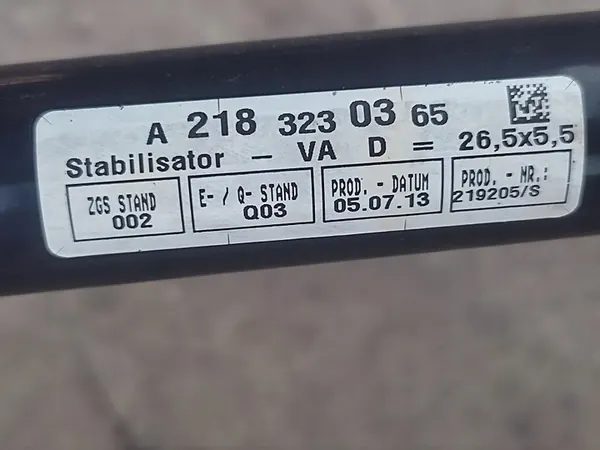 A 218 323 03 65
Stabilisator - VA D = 26,5x5,5
ZGS STAND
002
E- / Q- STAND
Q03
PROD. - DATUM
05.07.13
PROD. - NR.:
219205/S